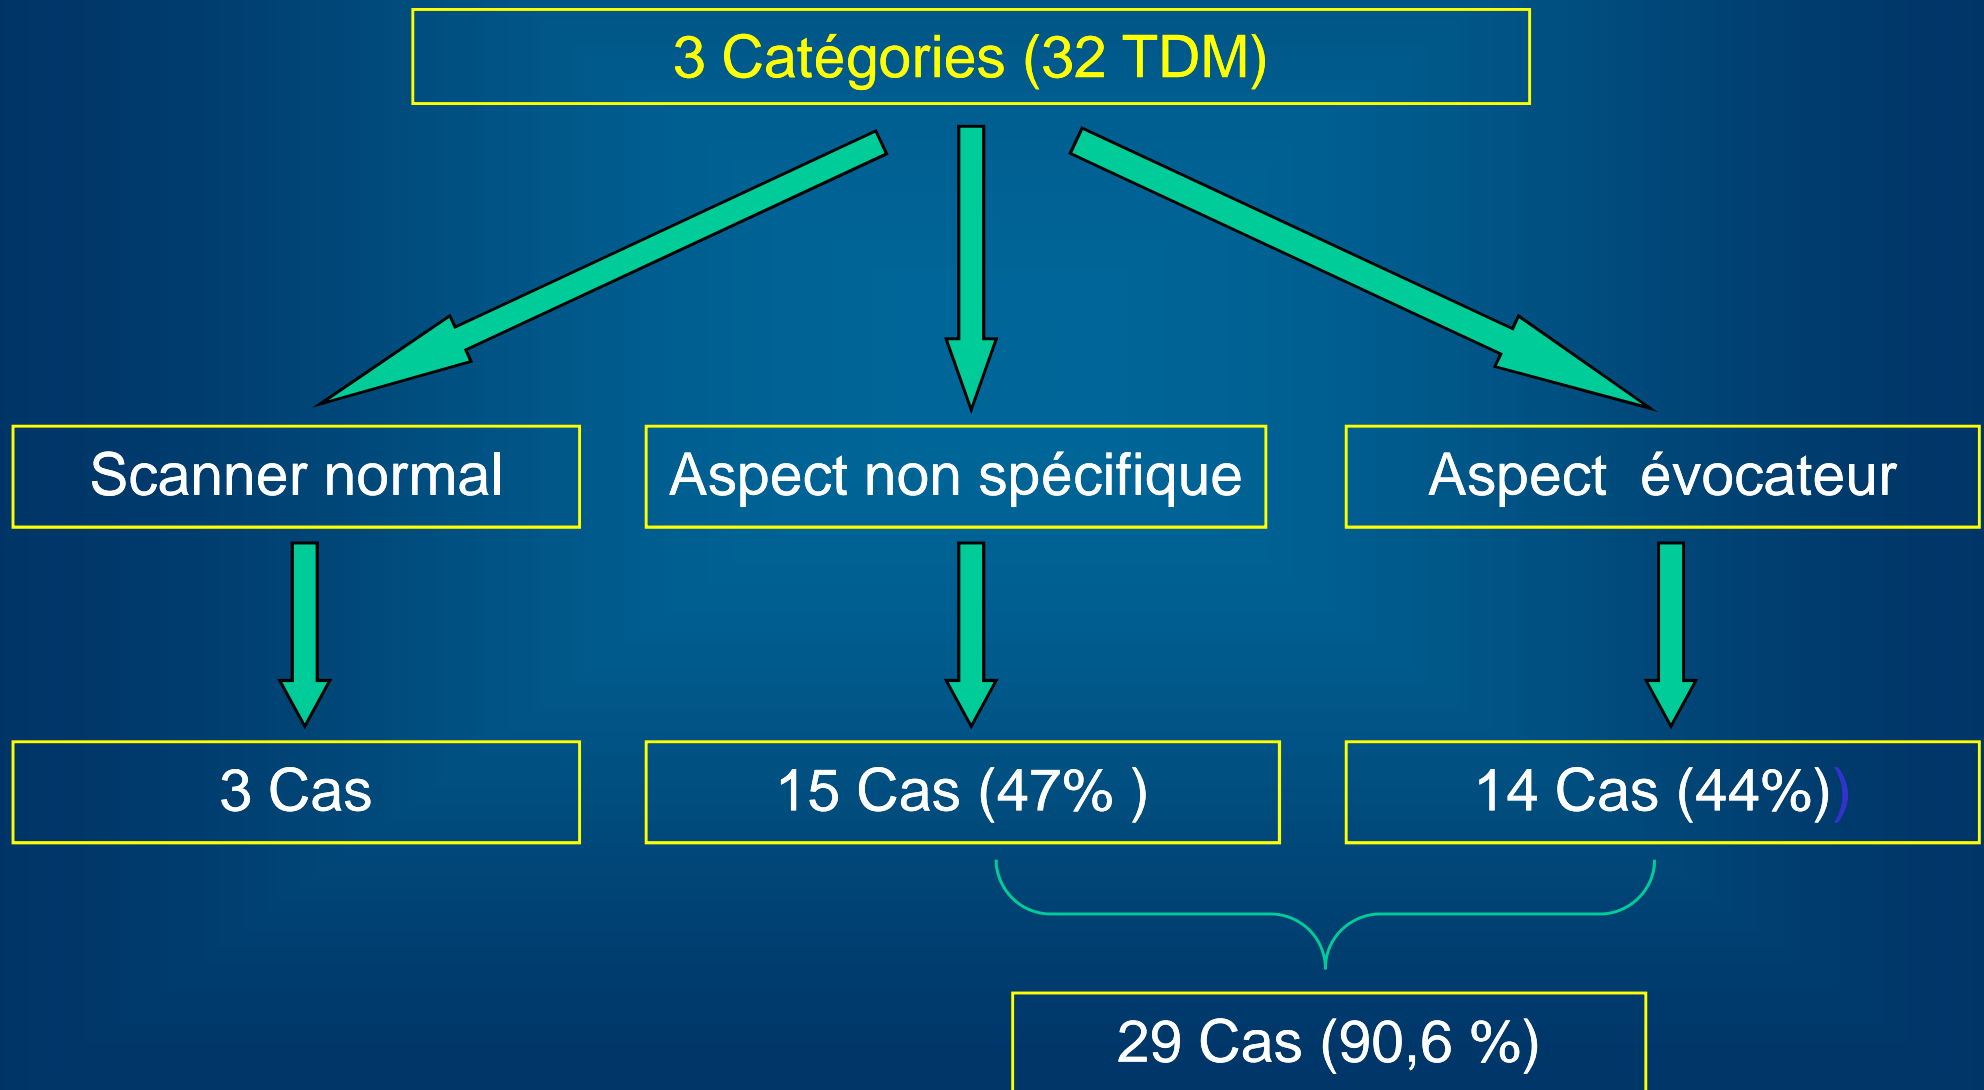 3 Catégories (32 TDM)
Scanner normal
Aspect non spécifique
Aspect  évocateur
3 Cas
15 Cas (47% )
14 Cas (44%))
29 Cas (90,6 %)